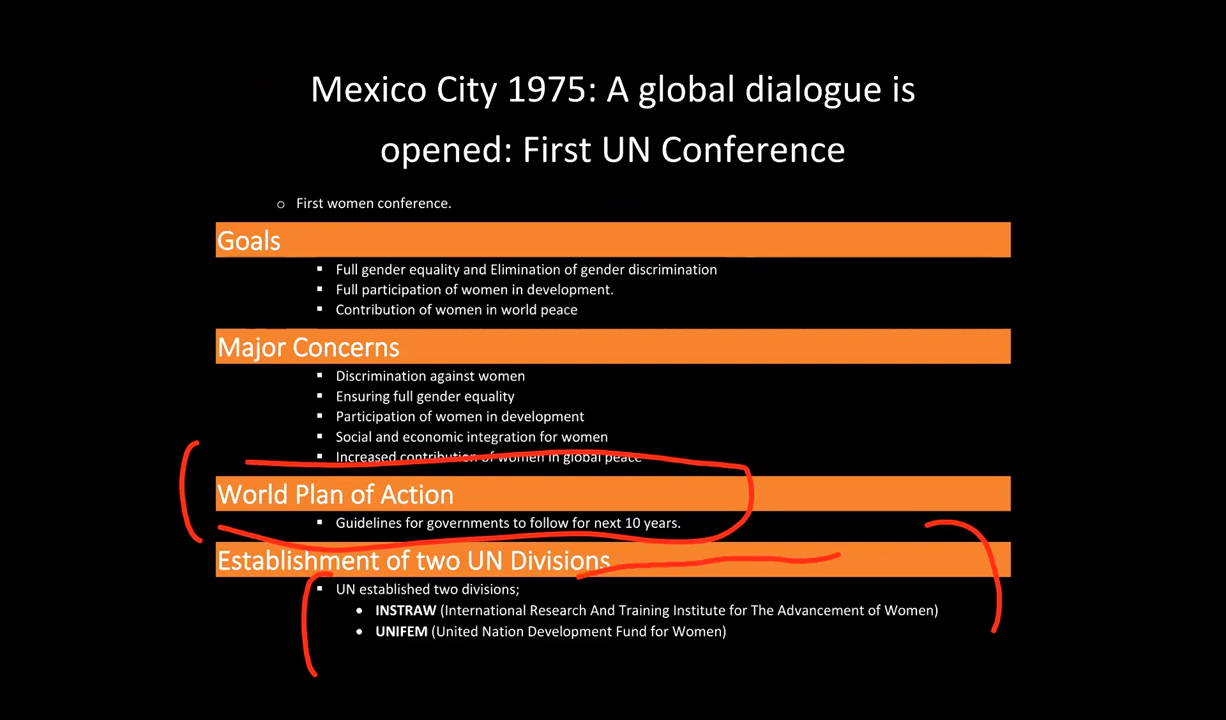 Mexico City 1975: A global dialogue is
opened: First UN Conference
o First women conference.
Goals
▪ Full gender equality and Elimination of gender discrimination
▪ Full participation of women in development.
▪ Contribution of women in world peace
Major Concerns
▪ Discrimination against women
▪ Ensuring full gender equality
▪ Participation of women in development
▪ Social and economic integration for women
▪ Increased contribution of women in global peace
World Plan of Action
▪ Guidelines for governments to follow for next 10 years.
Establishment of two UN Divisions
▪ UN established two divisions;
• INSTRAW (International Research And Training Institute for The Advancement of Women)
• UNIFEM (United Nation Development Fund for Women)